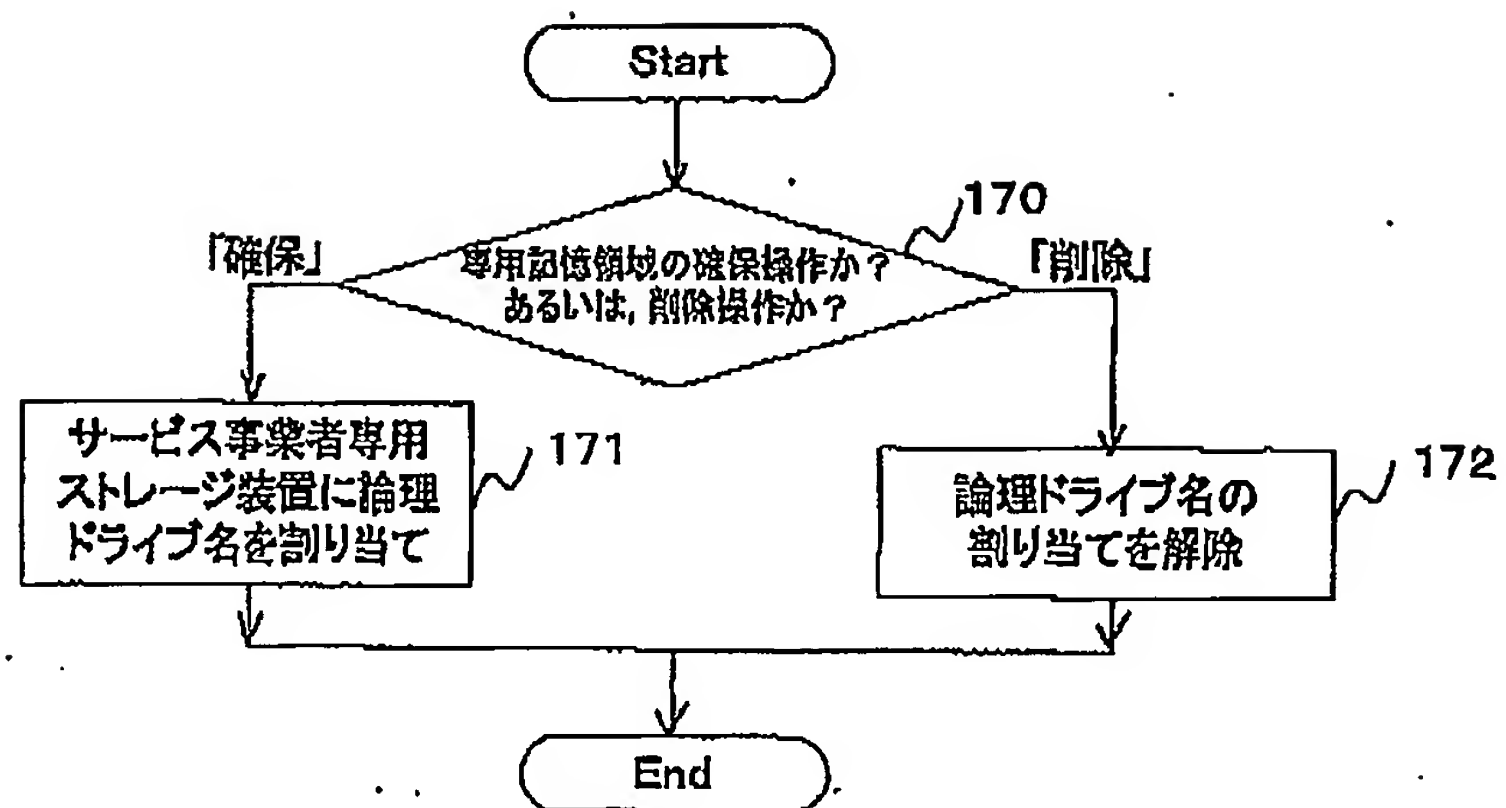 Start
170
「確保」
専用記憶領域の確保操作か？
あるいは，削除操作か？
「削除」
サービス事業者専用
ストレージ装置に論理
ドライブ名を割り当て
171
論理ドライブ名の
割り当てを解除
172
End